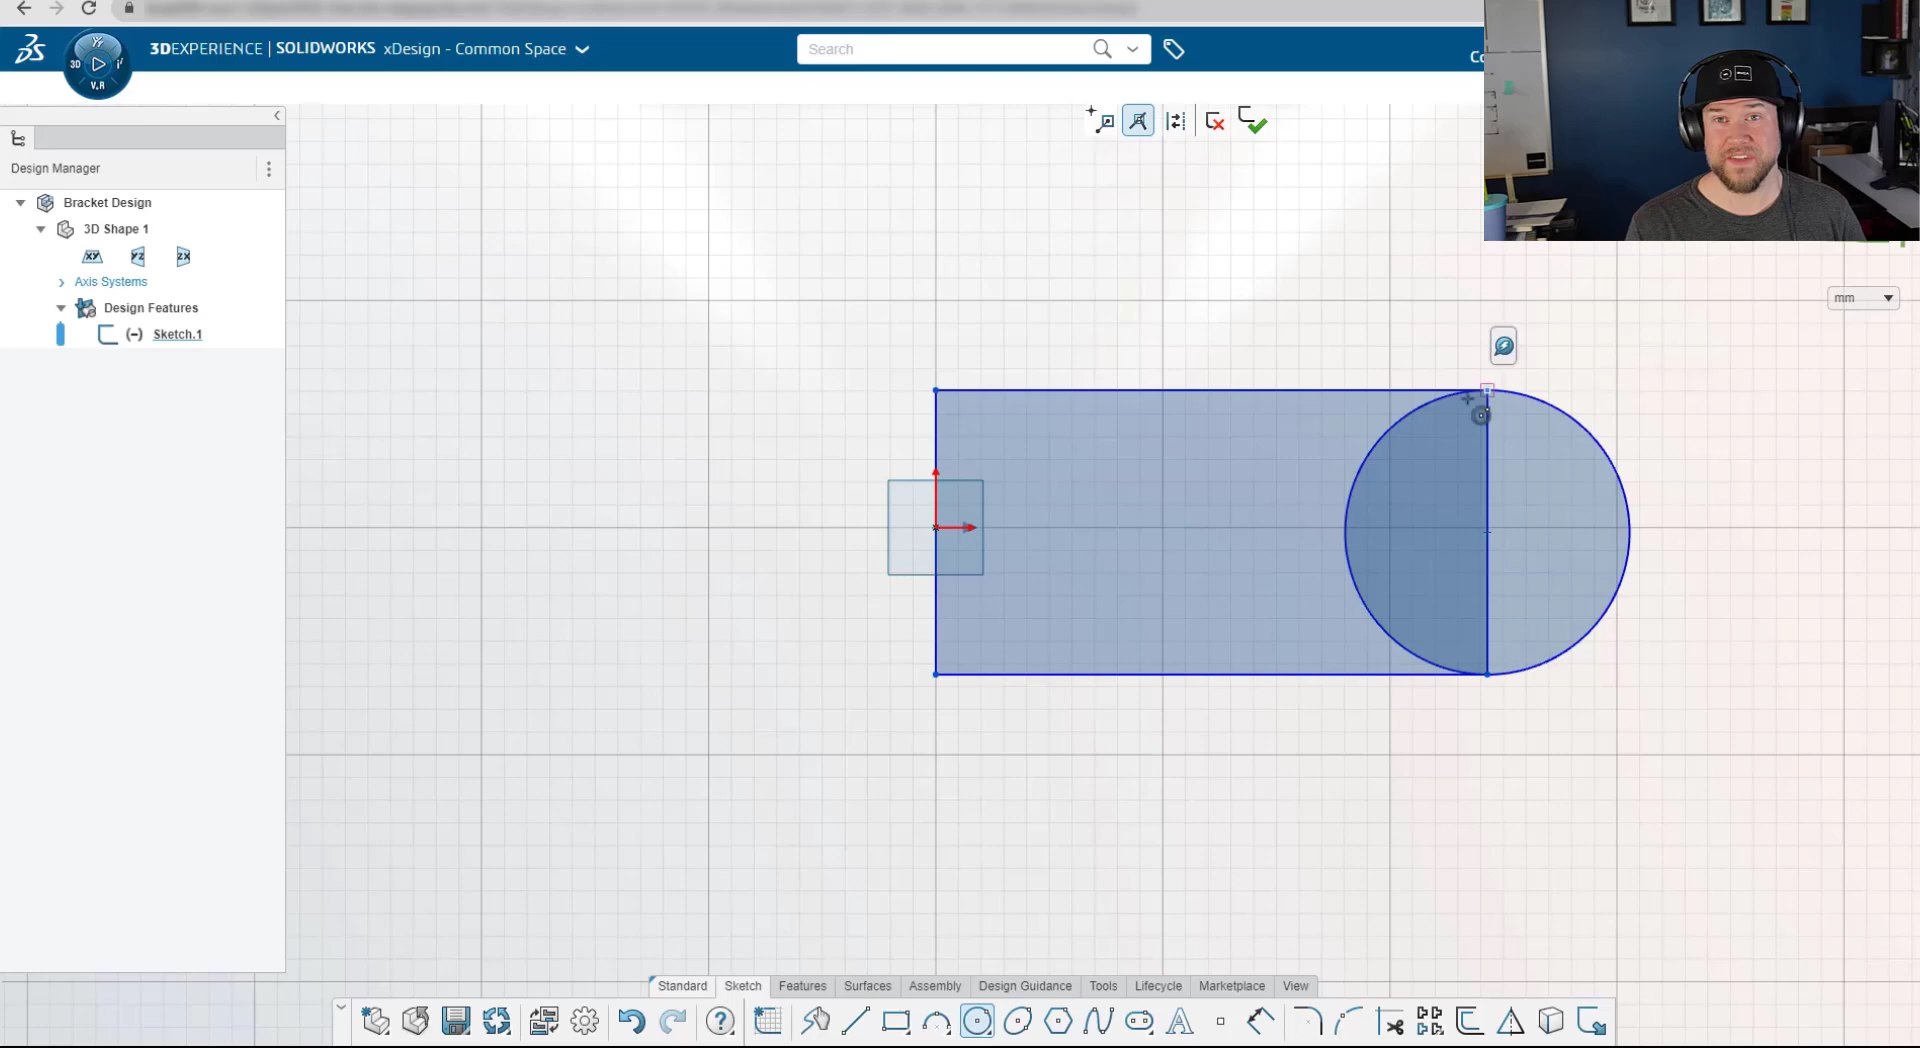 3DEXPERIENCE | SOLIDWORKS xDesign - Common Space
Search
Co
3D
V.R
Design Manager
Bracket Design
3D Shape 1
XY
YZ
ZX
Axis Systems
Design Features
(-) Sketch.1
mm
Standard
Sketch
Features
Surfaces
Assembly
Design Guidance
Tools
Lifecycle
Marketplace
View